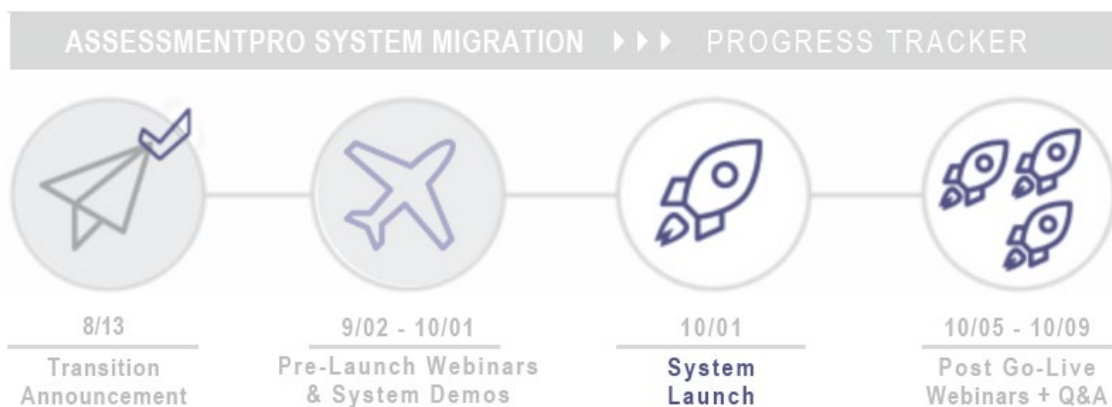 ASSESSMENTPRO SYSTEM MIGRATION PROGRESS TRACKER
8/13
Transition
Announcement
9/02 - 10/01
Pre-Launch Webinars
& System Demos
10/01
System
Launch
10/05 - 10/09
Post Go-Live
Webinars + Q&A